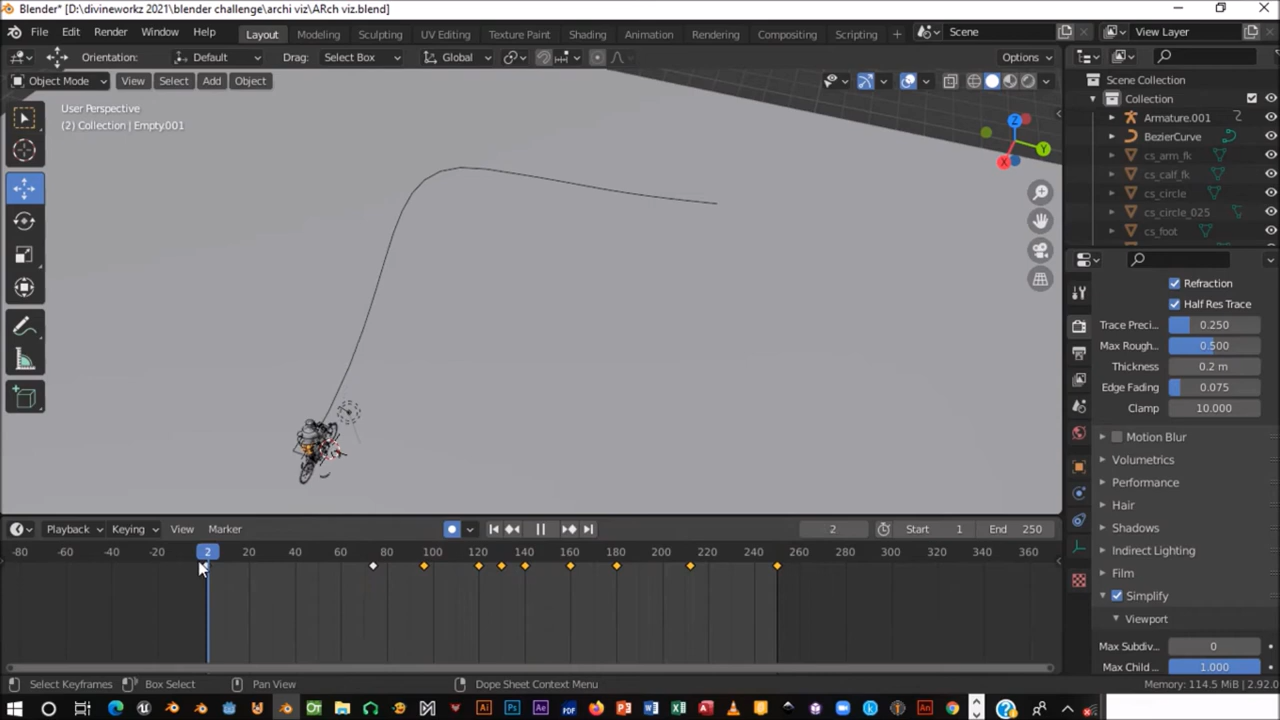 Blender* [D:\divineworkz 2021\blender challenge\archi viz\ARch viz.blend]
File Edit Render Window Help Layout Modeling Sculpting UV Editing Texture Paint Shading Animation Rendering Compositing Scripting + Scene View Layer
Orientation: Default Drag: Select Box Global Options
Object Mode View Select Add Object
Scene Collection
Collection
Armature.001
BezierCurve
cs_arm_fk
cs_calf_fk
cs_circle
cs_circle_025
cs_foot
User Perspective
(2) Collection | Empty.001
Z
Y
X
Refraction
Half Res Trace
Trace Preci... 0.250
Max Rough... 0.500
Thickness 0.2 m
Edge Fading 0.075
Clamp 10.000
Motion Blur
Volumetrics
Performance
Hair
Shadows
Indirect Lighting
Film
Simplify
Viewport
Max Subdiv... 0
Max Child ... 1.000
Playback Keying View Marker 2 Start 1 End 250
-80 -60 -40 -20 2 20 40 60 80 100 120 140 160 180 200 220 240 260 280 300 320 340 360
Select Keyframes Box Select Pan View Dope Sheet Context Menu Memory: 114.5 MiB | 2.92.0